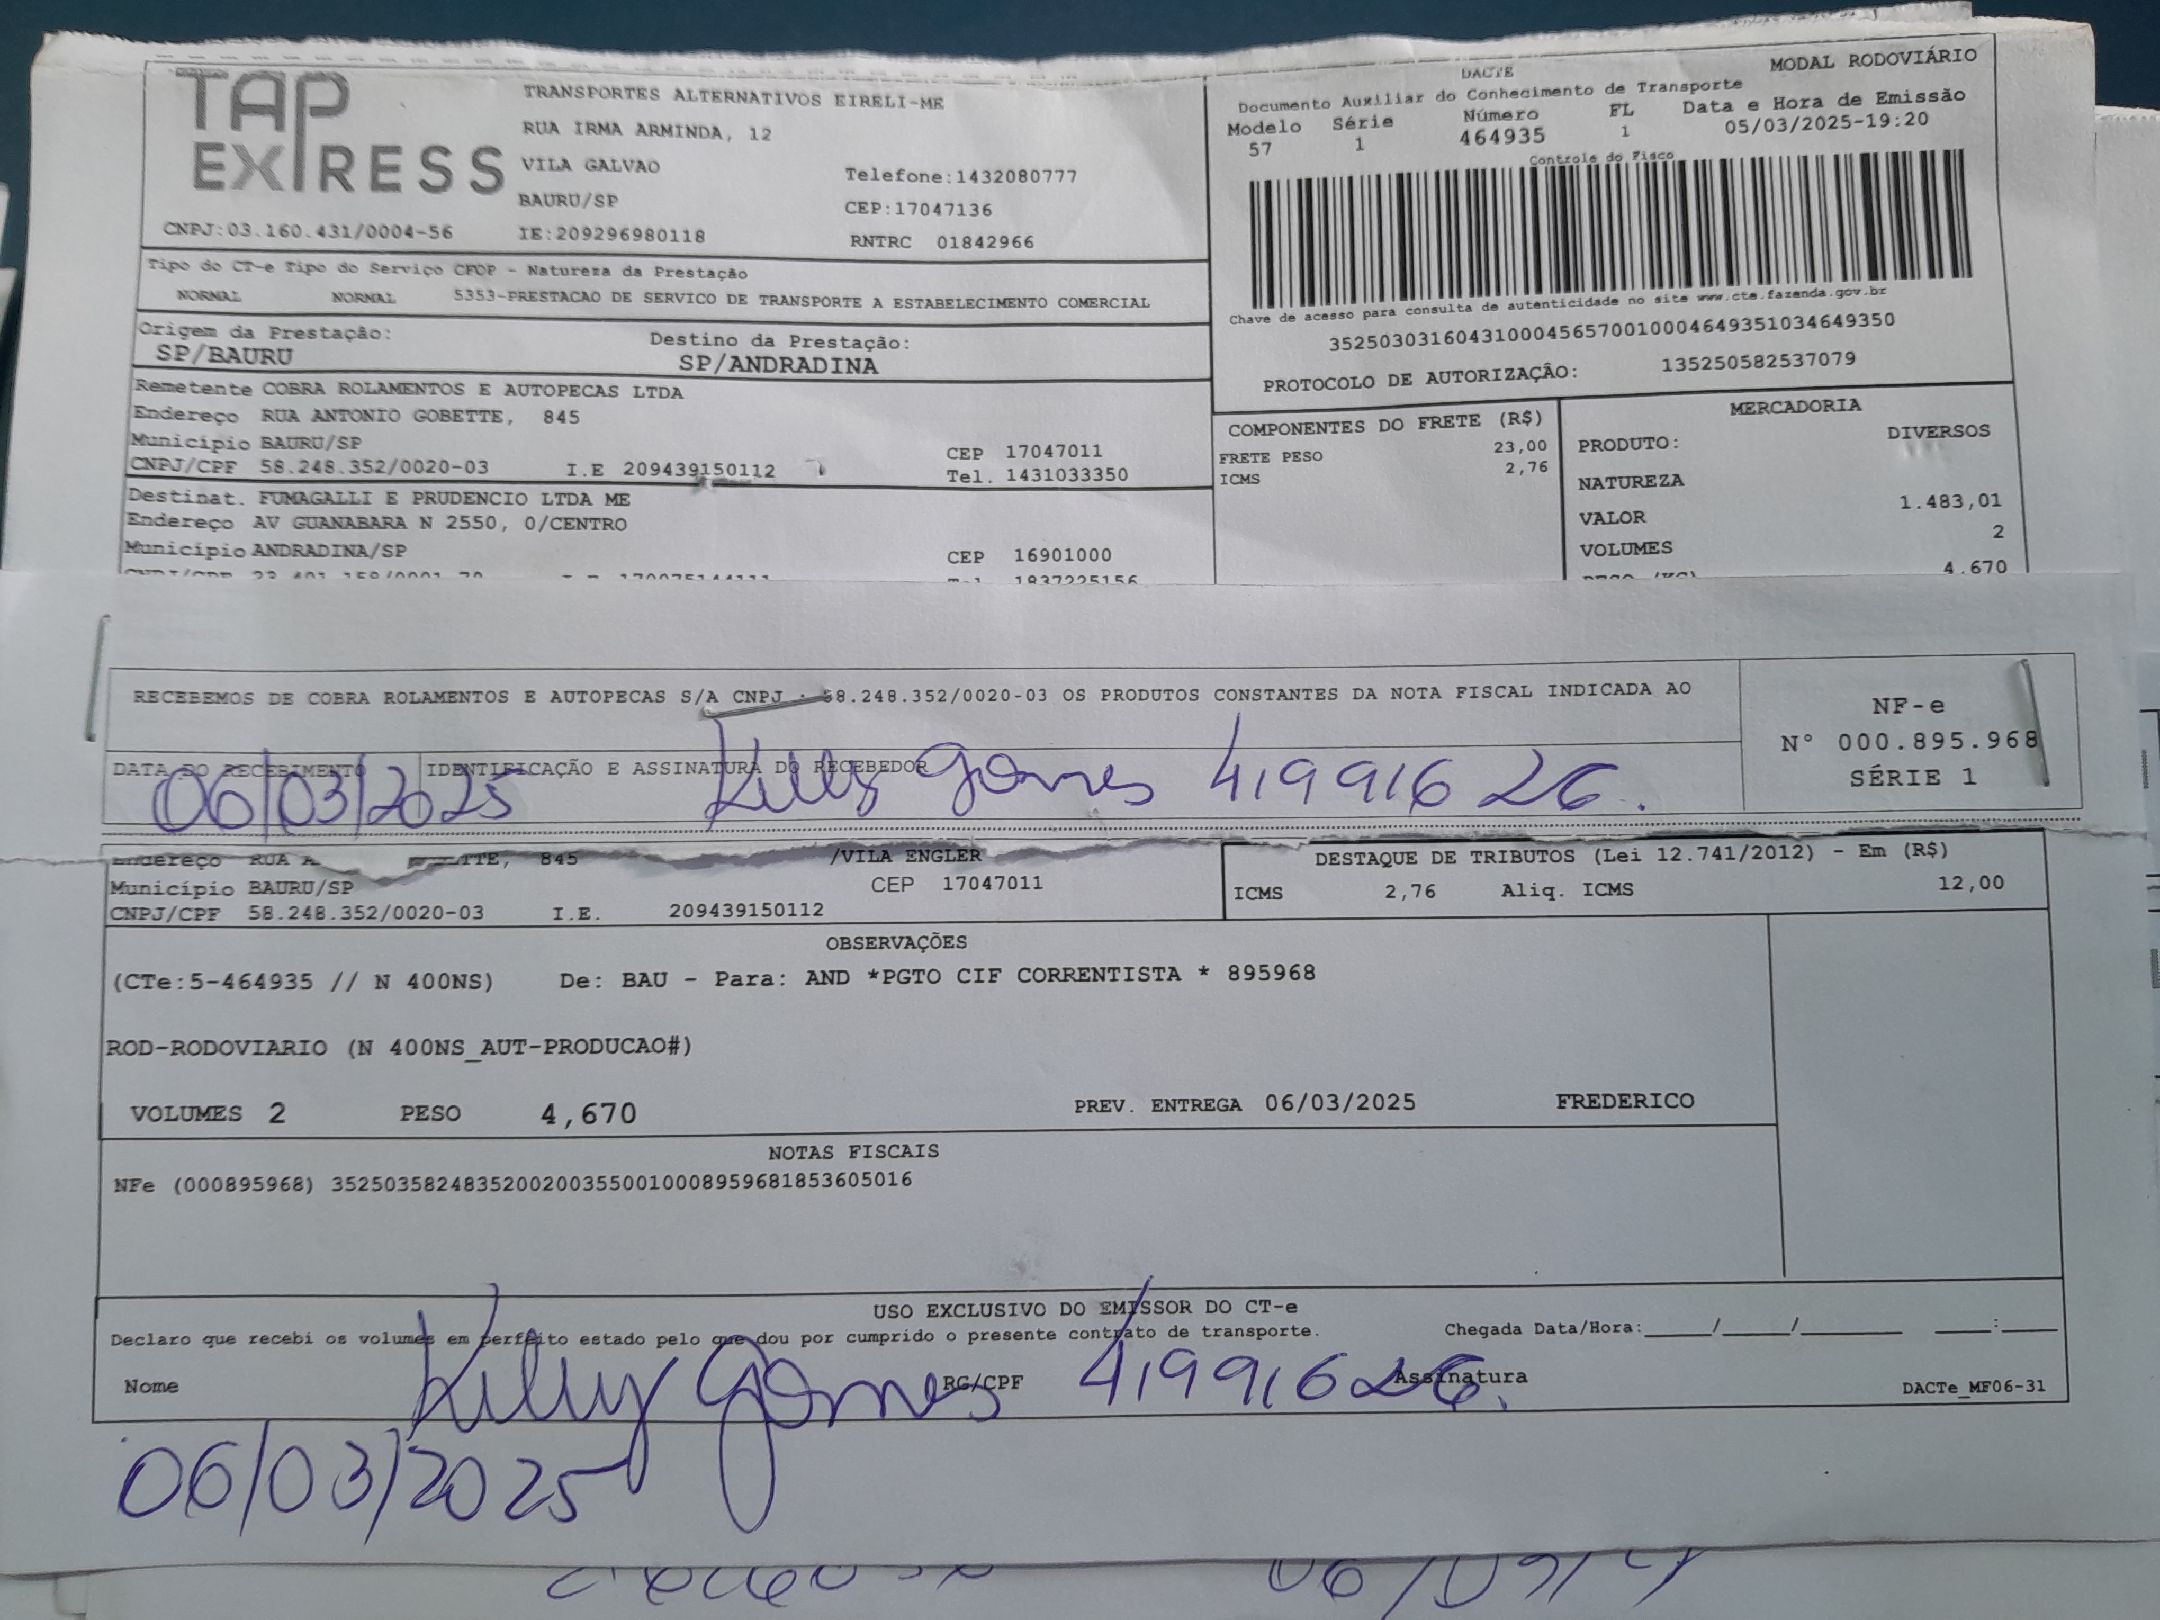 TAP EXPRESS
TRANSPORTES ALTERNATIVOS EIRELI-ME
RUA IRMA ARMINDA, 12
VILA GALVAO
Telefone:1432080777
BAURU/SP
CEP:17047136
CNPJ:03.160.431/0004-56 IE:209296980118 RNTRC 01842966
DACTE MODAL RODOVIÁRIO
Documento Auxiliar do Conhecimento de Transporte
Modelo Série Número FL Data e Hora de Emissão
57 1 464935 1 05/03/2025-19:20
Controle do Fisco
Chave de acesso para consulta de autenticidade no site www.cte.fazenda.gov.br
35250303160431000456570010004649351034649350
PROTOCOLO DE AUTORIZAÇÃO: 135250582537079
Tipo do CT-e Tipo do Serviço CFOP - Natureza da Prestação
NORMAL NORMAL 5353-PRESTACAO DE SERVICO DE TRANSPORTE A ESTABELECIMENTO COMERCIAL
Origem da Prestação: Destino da Prestação:
SP/BAURU SP/ANDRADINA
Remetente COBRA ROLAMENTOS E AUTOPECAS LTDA
Endereço RUA ANTONIO GOBETTE, 845
Município BAURU/SP CEP 17047011
CNPJ/CPF 58.248.352/0020-03 I.E 209439150112 Tel. 1431033350
Destinat. FUMAGALLI E PRUDENCIO LTDA ME
Endereço AV GUANABARA N 2550, 0/CENTRO
Município ANDRADINA/SP CEP 16901000
COMPONENTES DO FRETE (R$)
FRETE PESO 23,00
ICMS 2,76
MERCADORIA
PRODUTO: DIVERSOS
NATUREZA
VALOR 1.483,01
VOLUMES 2
4,670
RECEBEMOS DE COBRA ROLAMENTOS E AUTOPECAS S/A CNPJ : 58.248.352/0020-03 OS PRODUTOS CONSTANTES DA NOTA FISCAL INDICADA AO
NF-e
N° 000.895.968
SÉRIE 1
DATA DO RECEBIMENTO IDENTIFICAÇÃO E ASSINATURA DO RECEBEDOR
06/03/2025 Kelly Gomes 41991626.
Endereço RUA 845 /VILA ENGLER
Município BAURU/SP CEP 17047011
CNPJ/CPF 58.248.352/0020-03 I.E. 209439150112
DESTAQUE DE TRIBUTOS (Lei 12.741/2012) - Em (R$)
ICMS 2,76 Aliq. ICMS 12,00
OBSERVAÇÕES
(CTe:5-464935 // N 400NS) De: BAU - Para: AND *PGTO CIF CORRENTISTA * 895968
ROD-RODOVIARIO (N 400NS_AUT-PRODUCAO#)
VOLUMES 2 PESO 4,670 PREV. ENTREGA 06/03/2025 FREDERICO
NOTAS FISCAIS
NFe (000895968) 35250358248352002003550010008959681853605016
USO EXCLUSIVO DO EMISSOR DO CT-e
Declaro que recebi os volumes em perfeito estado pelo que dou por cumprido o presente contrato de transporte. Chegada Data/Hora:_____/_____/________ ____:____
Nome Kelly Gomes RG/CPF 41991626. Assinatura
DACTe_MF06-31
06/03/2025